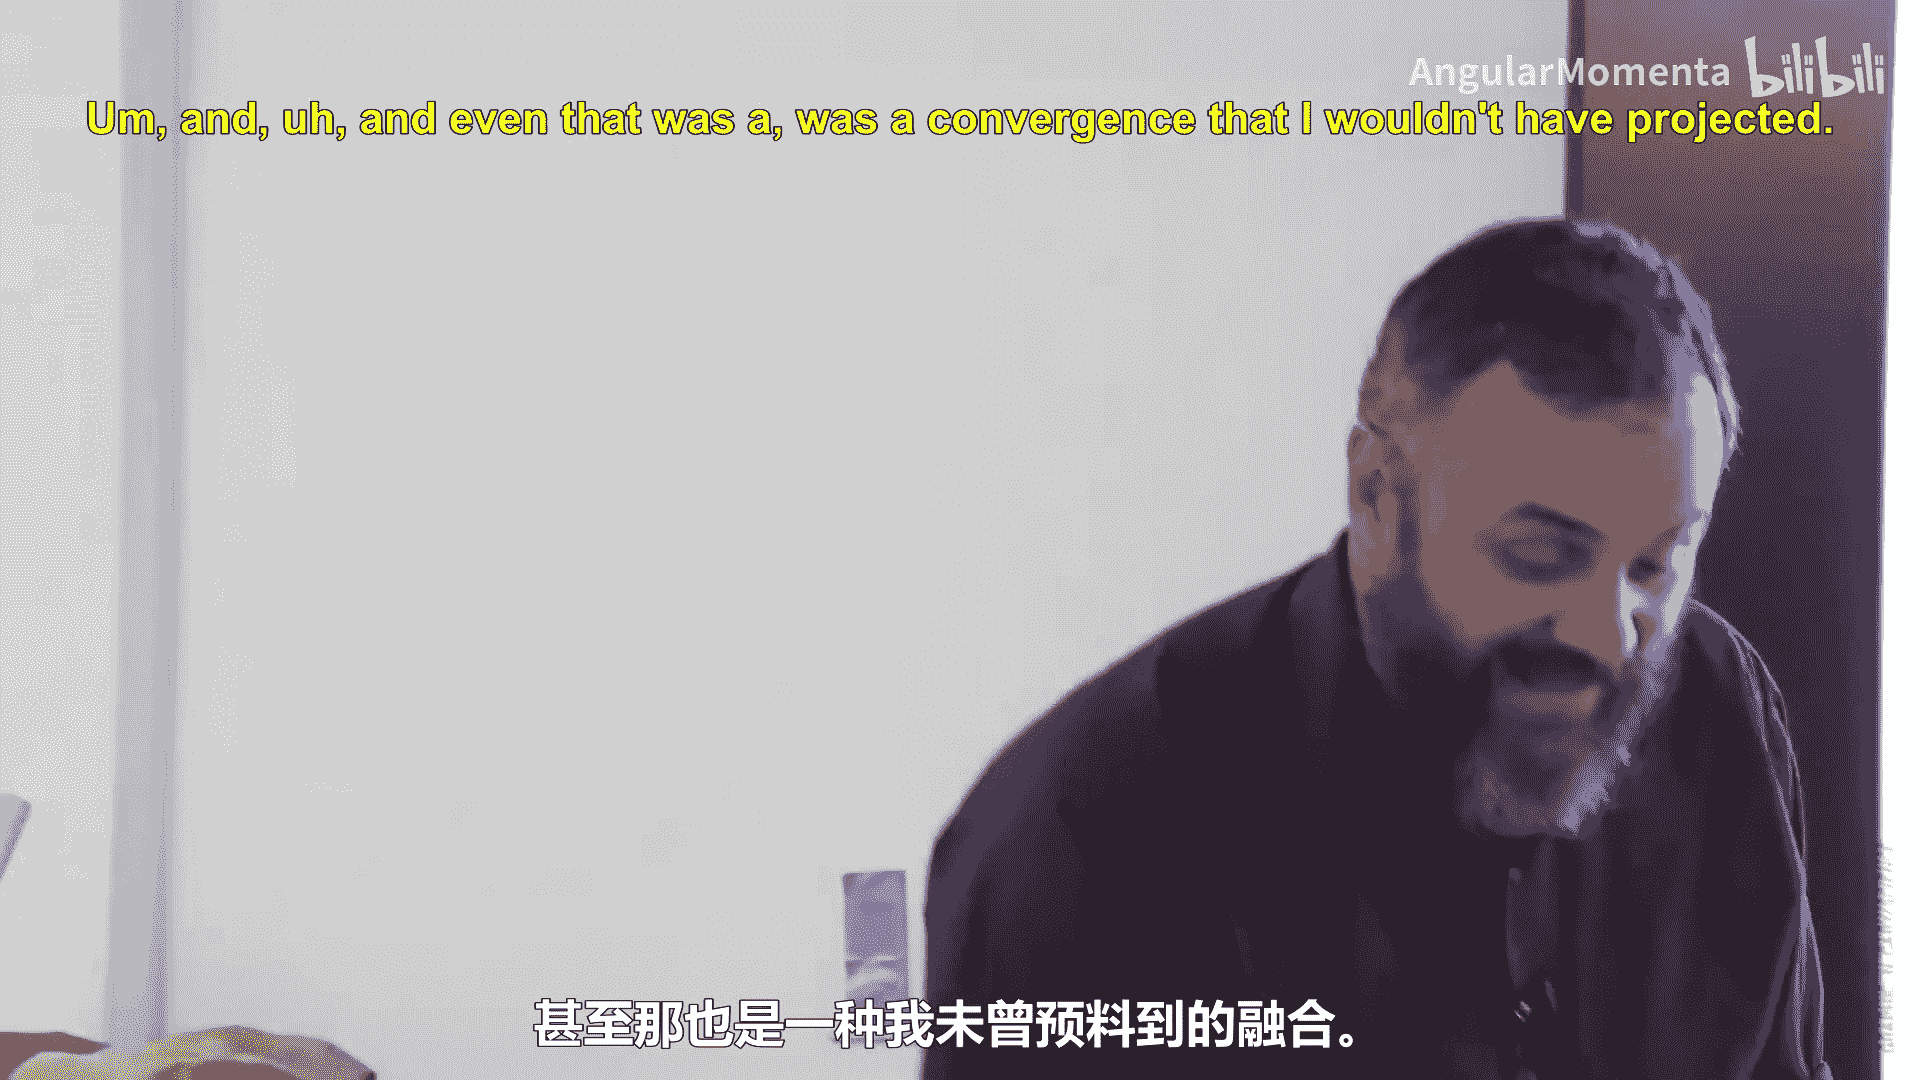 AngularMomenta bilibili
Um, and, uh, and even that was a, was a convergence that I wouldn't have projected.
甚至那也是一种我未曾预料到的融合。